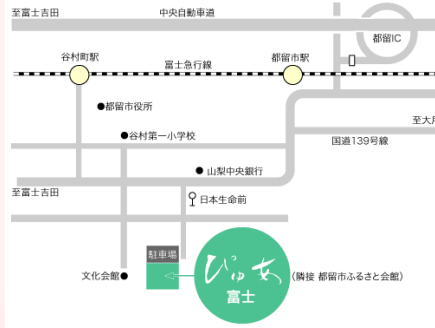 至富士吉田
中央自動車道
都留IC
谷村町駅
富士急行線
都留市駅
都留市役所
至大月
谷村第一小学校
国道139号線
山梨中央銀行
至富士吉田
日本生命前
駐車場
文化会館
ぴゅあ
富士
(隣接 都留市ふるさと会館)